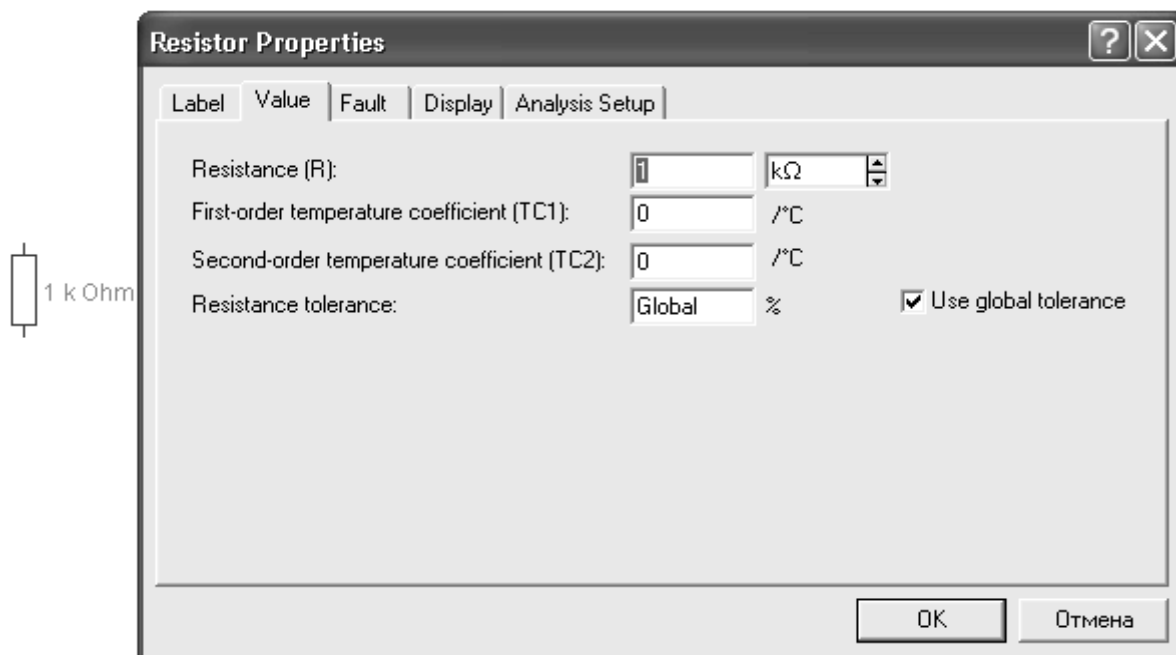 Resistor Properties
Label Value Fault Display Analysis Setup
Resistance (R): 1 kΩ
First-order temperature coefficient (TC1): 0 /°C
Second-order temperature coefficient (TC2): 0 /°C
1 k Ohm
Resistance tolerance: Global % Use global tolerance
OK Отмена